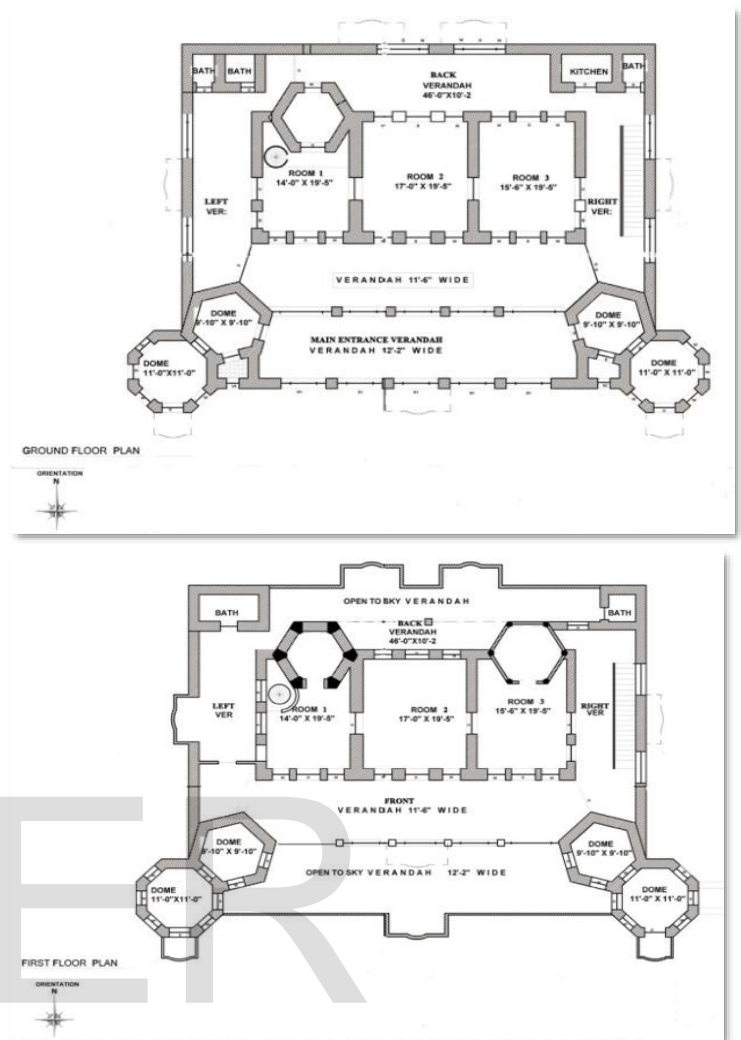 BATH
BATH
BACK
VERANDAH
46'-0"X10'-2
KITCHEN
BATH
ROOM 1
14'-0" X 19'-5"
ROOM 2
17'-0" X 19'-5"
ROOM 3
15'-6" X 19'-5"
LEFT
VER:
RIGHT
VER:
VERANDAH 11'-6" WIDE
DOME
9'-10" X 9'-10"
DOME
9'-10" X 9'-10"
MAIN ENTRANCE VERANDAH
VERANDAH 12'-2" WIDE
DOME
11'-0"X11'-0"
DOME
11'-0" X 11'-0"
GROUND FLOOR PLAN
ORIENTATION
N
OPEN TO SKY VERANDAH
BATH
BACK
VERANDAH
46'-0"X10'-2
BATH
LEFT
VER
ROOM 1
14'-0" X 19'-5"
ROOM 2
17'-0" X 19'-5"
ROOM 3
15'-6" X 19'-5"
RIGHT
VER
FRONT
VERANDAH 11'-6" WIDE
DOME
9'-10" X 9'-10"
DOME
9'-10" X 9'-10"
OPEN TO SKY VERANDAH 12'-2" WIDE
DOME
11'-0"X11'-0"
DOME
11'-0" X 11'-0"
FIRST FLOOR PLAN
ORIENTATION
N
ER